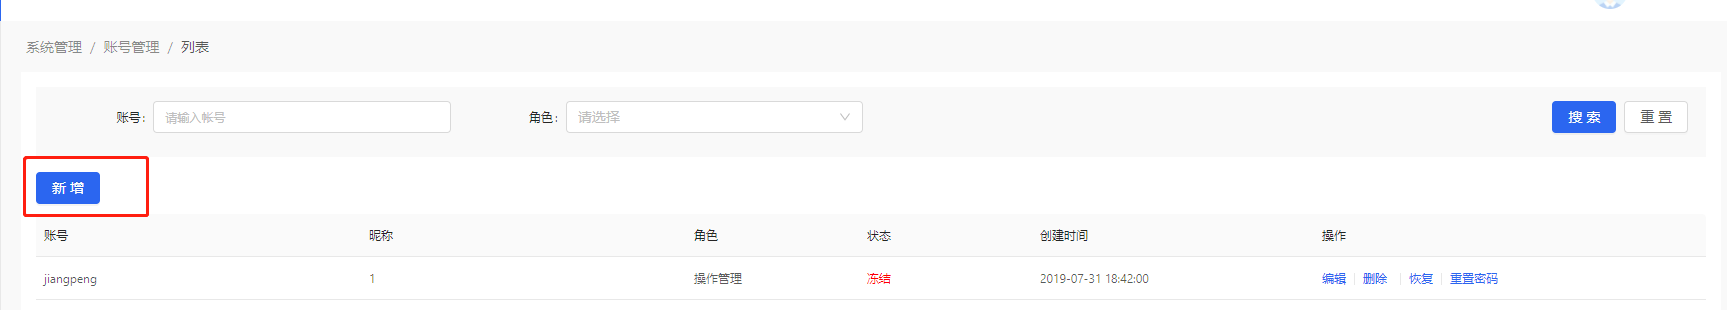 系统管理 / 账号管理 / 列表
账号: 请输入帐号 角色: 请选择 搜 索 重 置
新 增
账号 昵称 角色 状态 创建时间 操作
jiangpeng 1 操作管理 冻结 2019-07-31 18:42:00 编辑 删除 恢复 重置密码